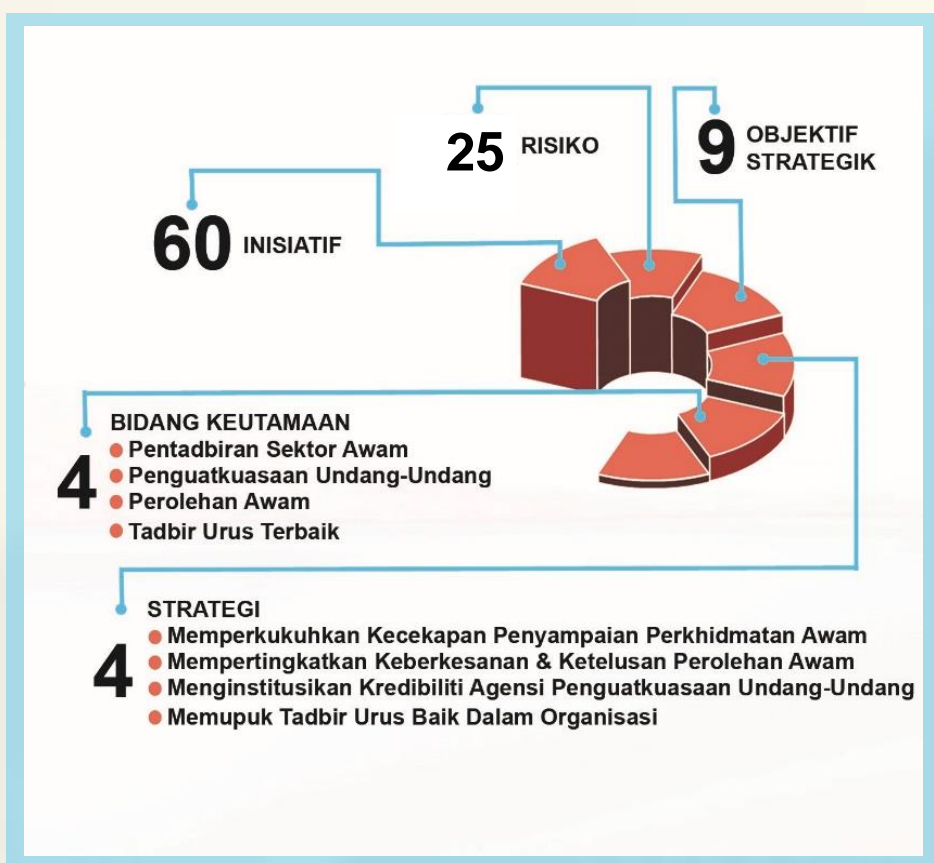 25 RISIKO
9 OBJEKTIF
STRATEGIK
60 INISIATIF
4 BIDANG KEUTAMAAN
Pentadbiran Sektor Awam
Penguatkuasaan Undang-Undang
Perolehan Awam
Tadbir Urus Terbaik
4 STRATEGI
Memperkukuhkan Kecekapan Penyampaian Perkhidmatan Awam
Mempertingkatkan Keberkesanan & Ketelusan Perolehan Awam
Menginstitusikan Kredibiliti Agensi Penguatkuasaan Undang-Undang
Memupuk Tadbir Urus Baik Dalam Organisasi